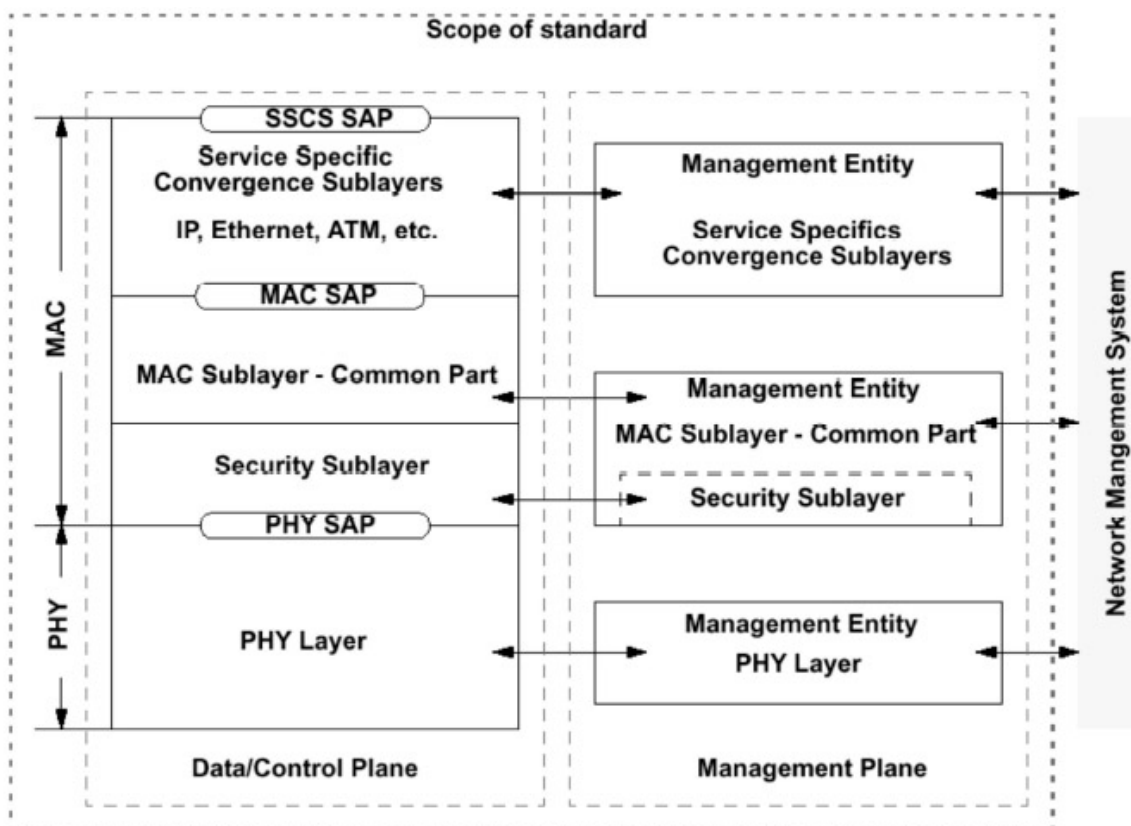 Scope of standard
SSCS SAP
Service Specific
Convergence Sublayers
IP, Ethernet, ATM, etc.
MAC SAP
MAC Sublayer - Common Part
Security Sublayer
PHY SAP
PHY Layer
Data/Control Plane
MAC
PHY
Management Entity
Service Specifics
Convergence Sublayers
Management Entity
MAC Sublayer - Common Part
Security Sublayer
Management Entity
PHY Layer
Management Plane
Network Mangement System